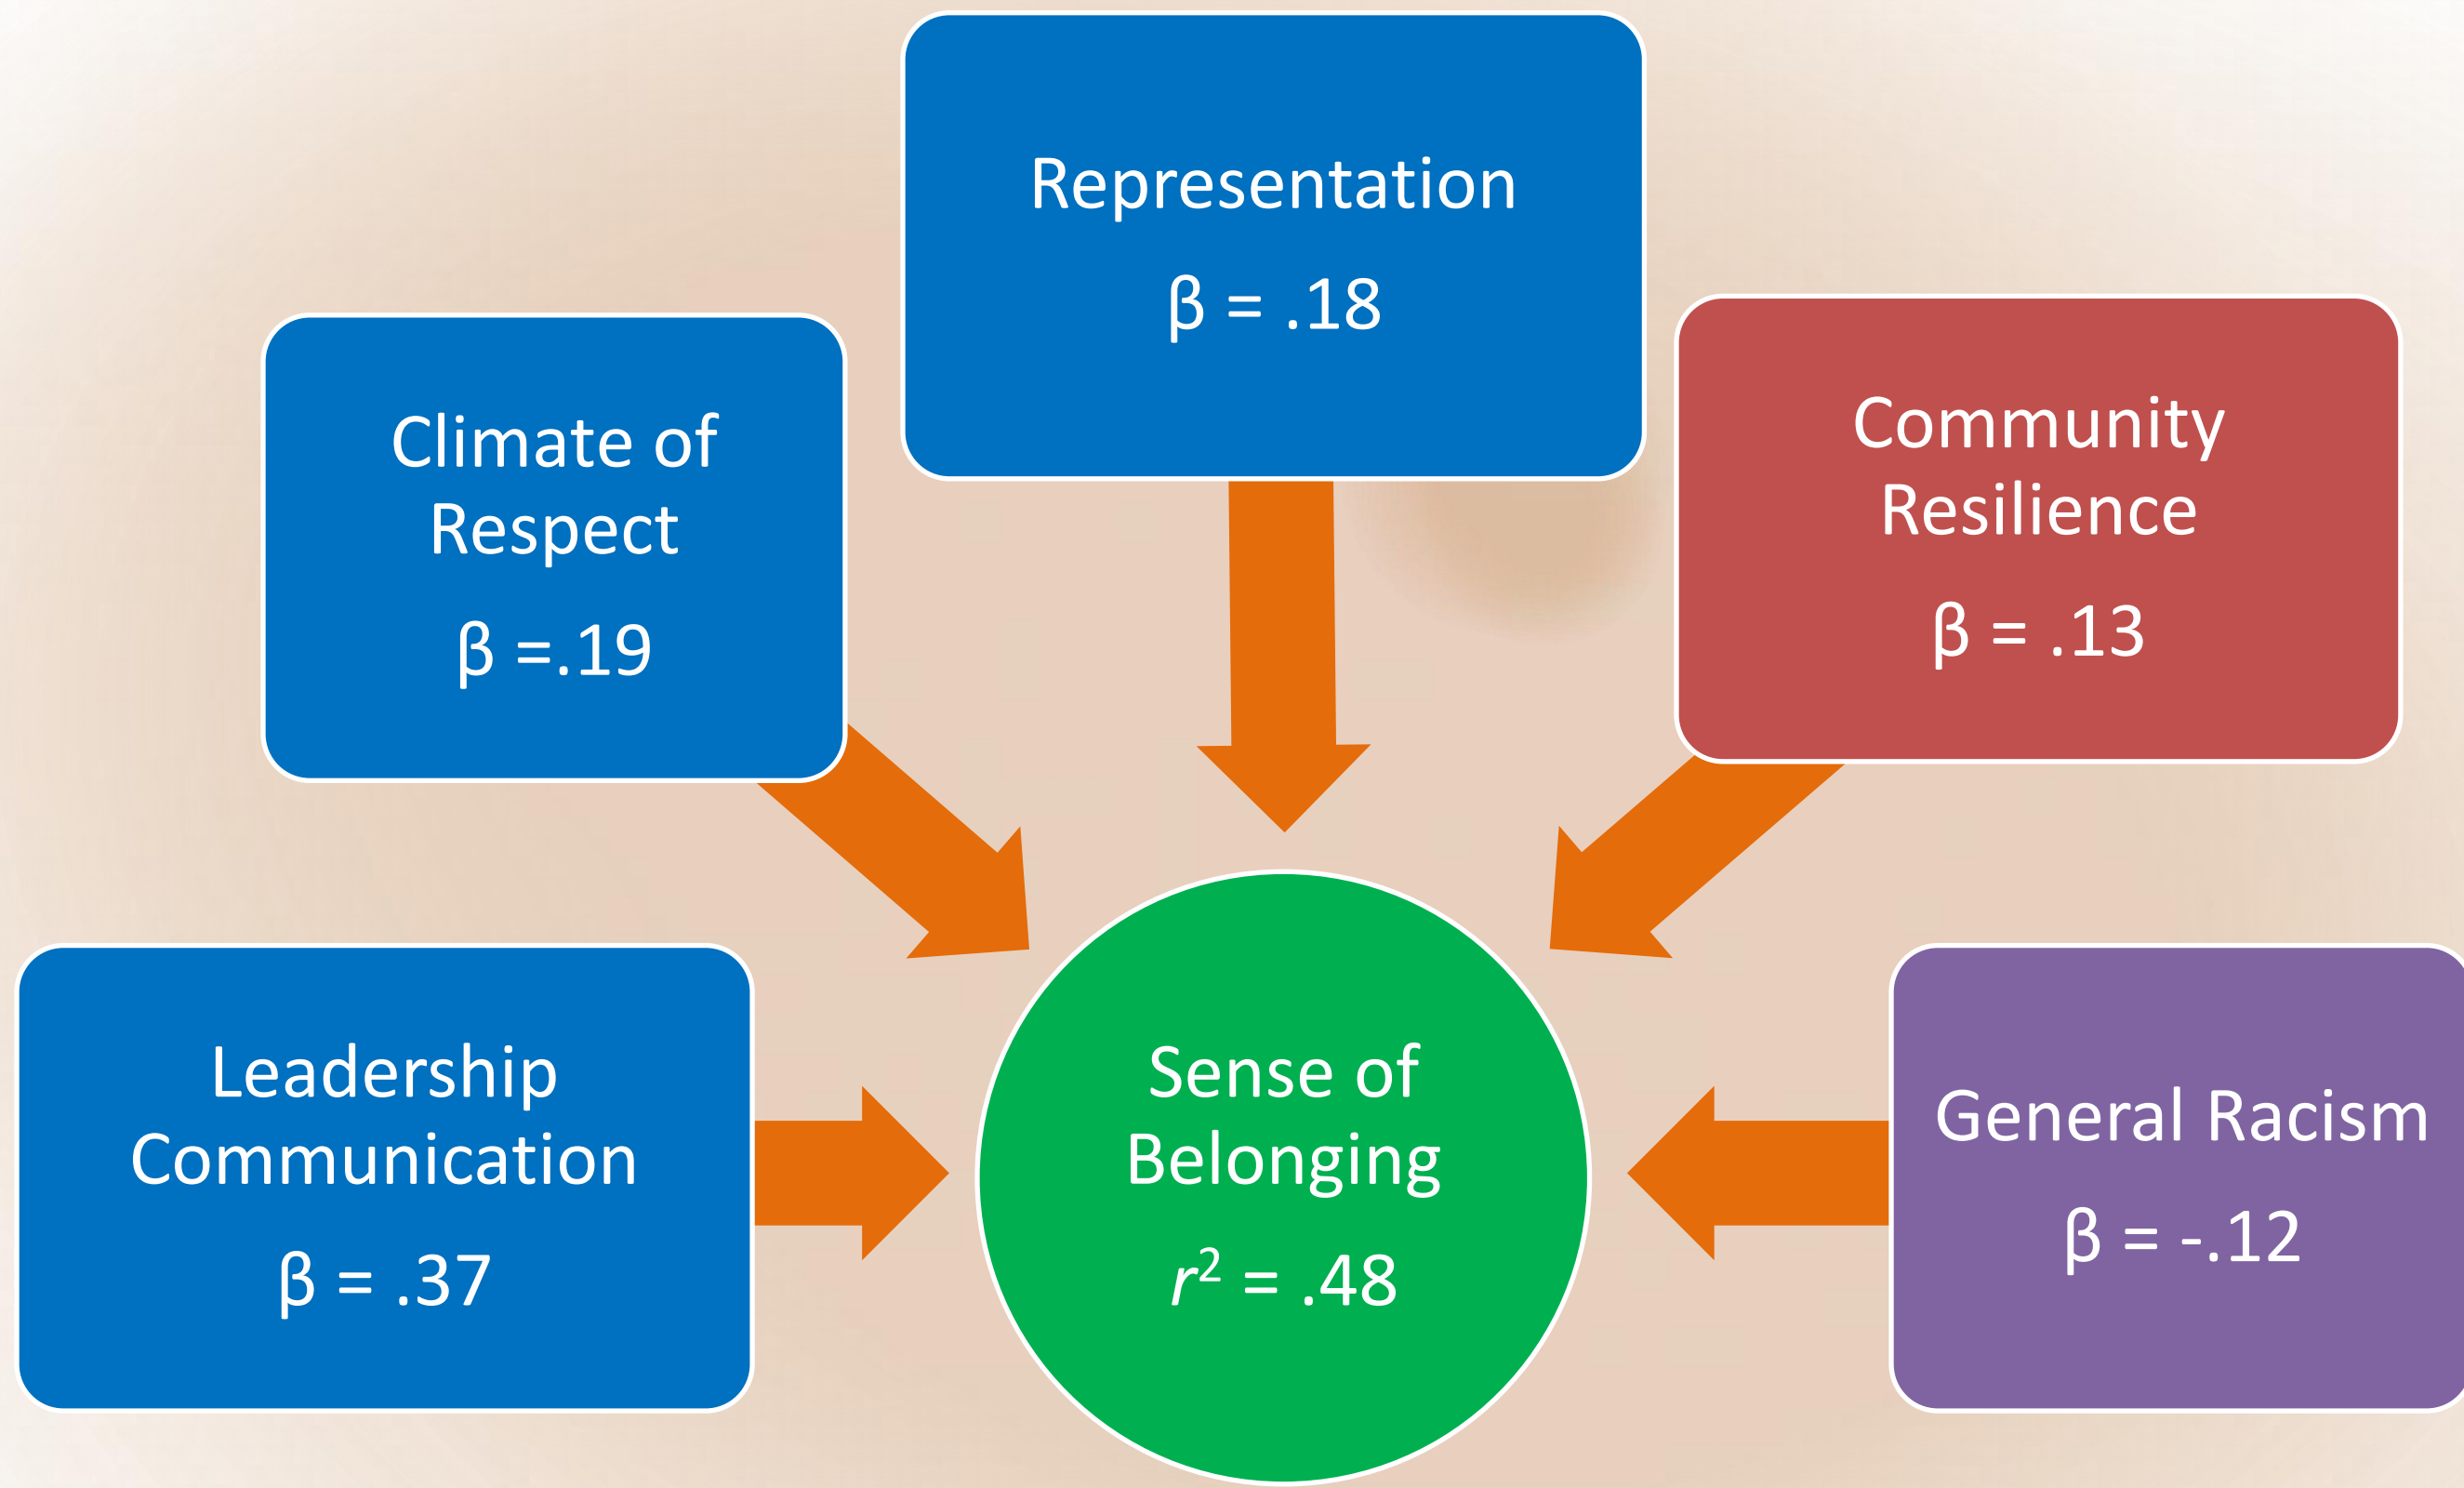 Representation
β = .18
Climate of
Respect
β =.19
Community
Resilience
β = .13
Leadership
Communication
β = .37
Sense of
Belonging
r² = .48
General Racism
β = -.12